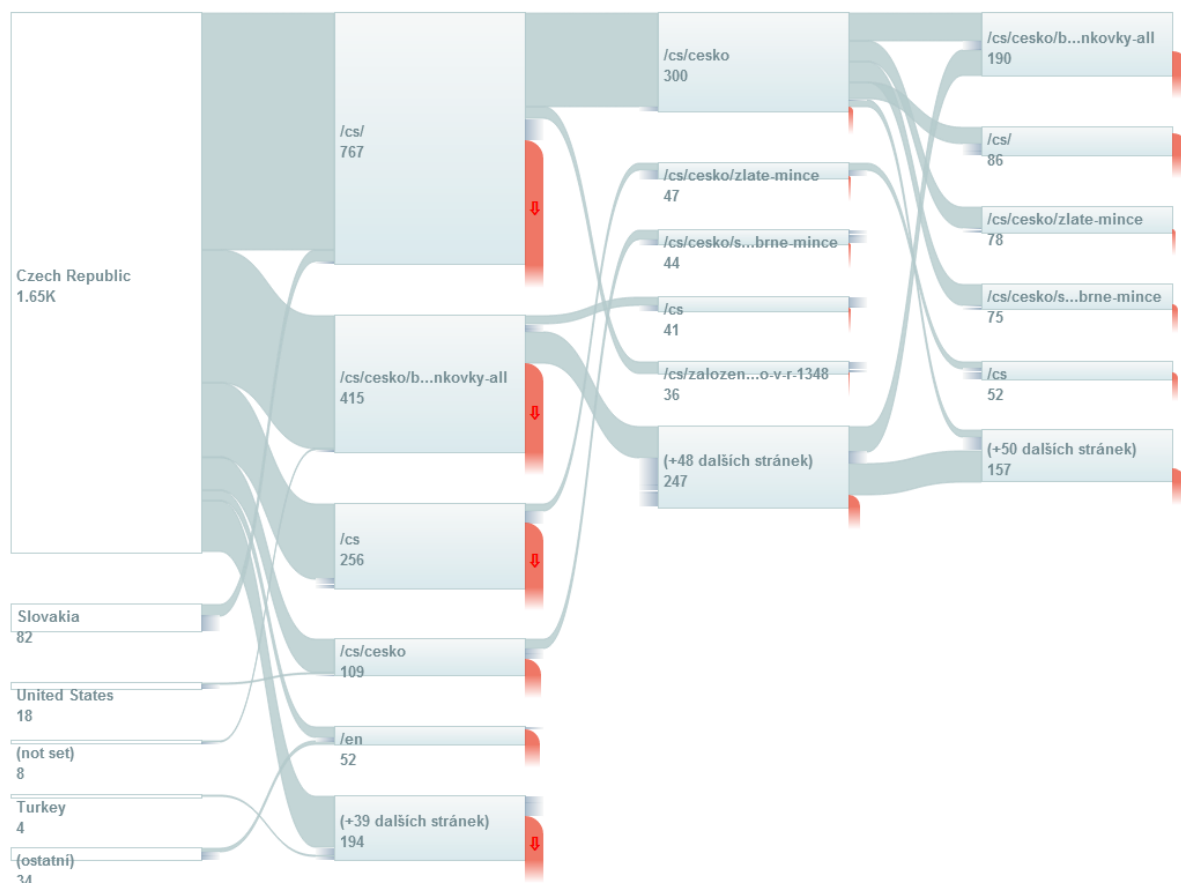 Czech Republic
1.65K
Slovakia
82
United States
18
(not set)
8
Turkey
4
(ostatní)
34
/cs/
767
/cs/cesko/b...nkovky-all
415
/cs
256
/cs/cesko
109
/en
52
(+39 dalších stránek)
194
/cs/cesko
300
/cs/cesko/zlate-mince
47
/cs/cesko/s...brne-mince
44
/cs
41
/cs/zalozen...o-v-r-1348
36
(+48 dalších stránek)
247
/cs/cesko/b...nkovky-all
190
/cs/
86
/cs/cesko/zlate-mince
78
/cs/cesko/s...brne-mince
75
/cs
52
(+50 dalších stránek)
157